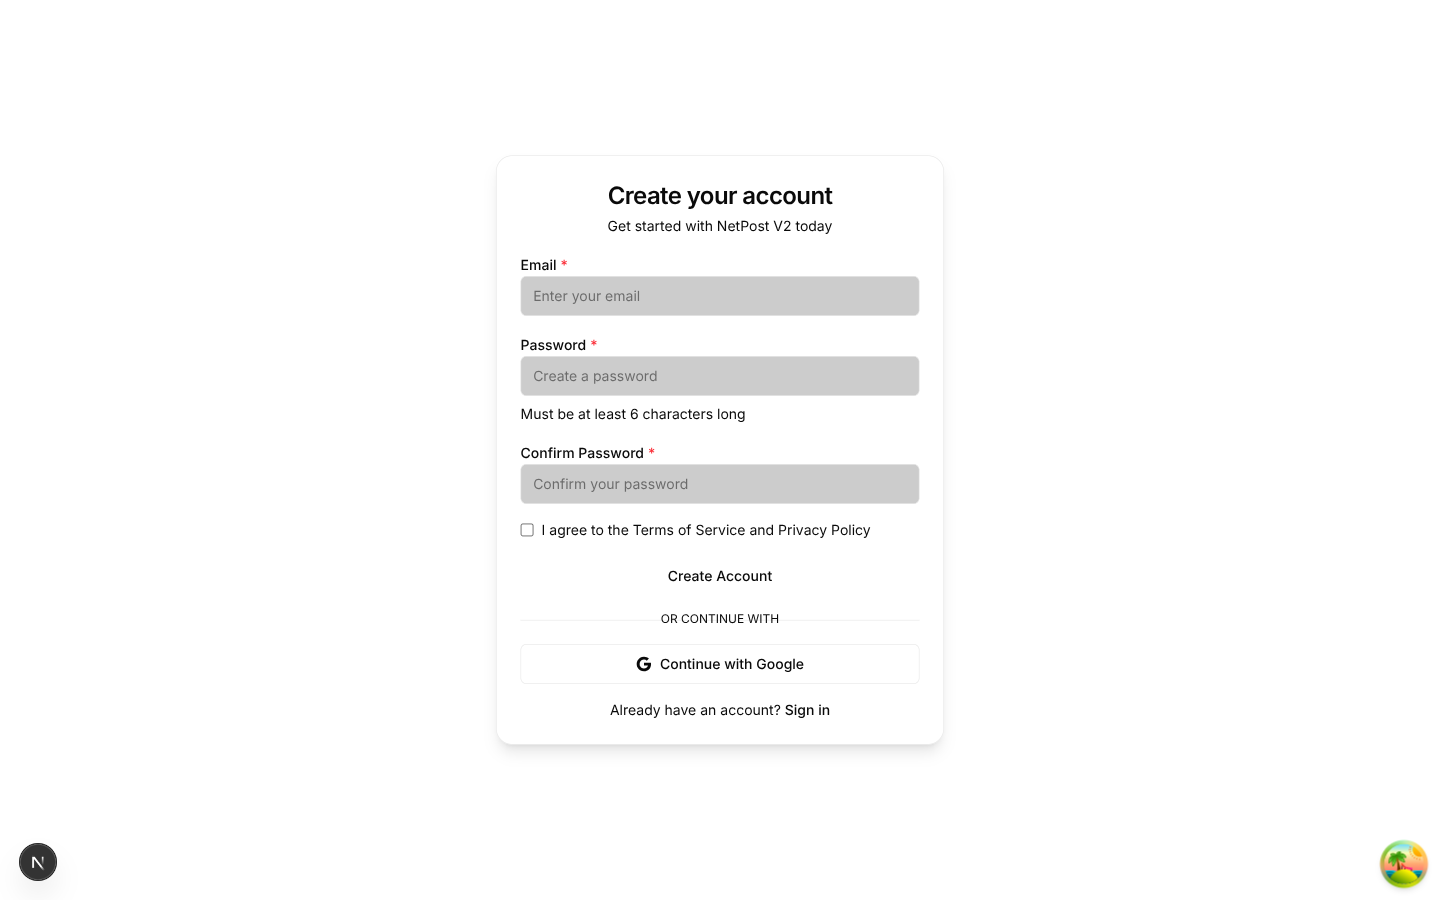 Create your account
Get started with NetPost V2 today
Email *
Enter your email
Password *
Create a password
Must be at least 6 characters long
Confirm Password *
Confirm your password
I agree to the Terms of Service and Privacy Policy
Create Account
OR CONTINUE WITH
G Continue with Google
Already have an account? Sign in
N